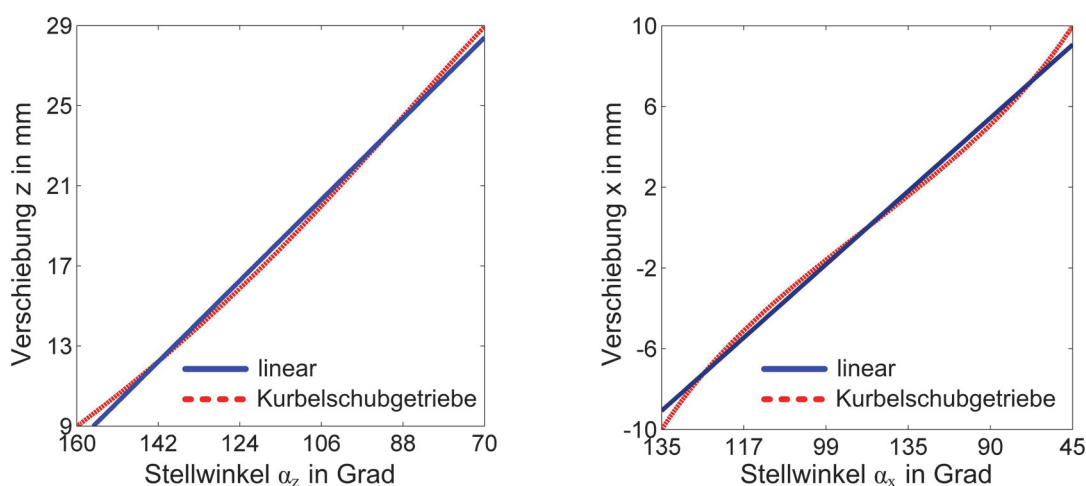 29
25
21
17
13
9
Verschiebung z in mm
linear
Kurbelschubgetriebe
160 142 124 106 88 70
Stellwinkel αz in Grad
10
6
2
-2
-6
-10
Verschiebung x in mm
linear
Kurbelschubgetriebe
135 117 99 135 90 45
Stellwinkel αx in Grad